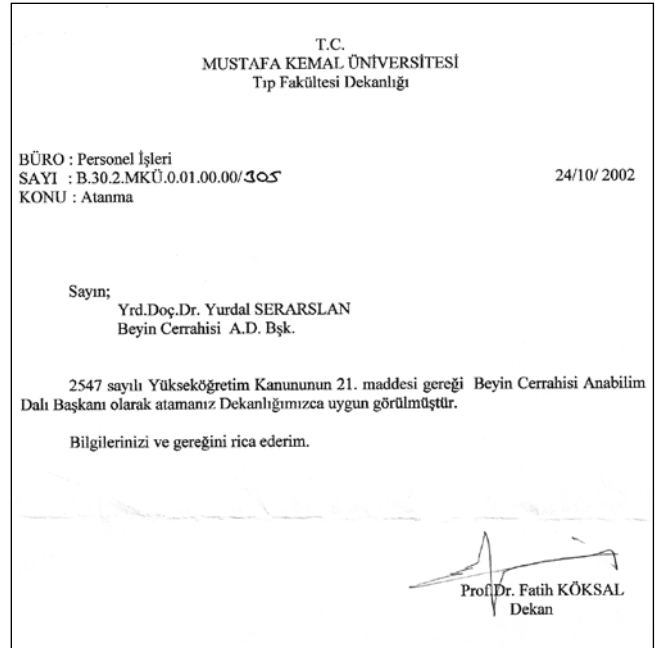 T.C.
MUSTAFA KEMAL ÜNİVERSİTESİ
Tıp Fakültesi Dekanlığı
BÜRO : Personel İşleri
SAYI : B.30.2.MKÜ.0.01.00.00/305 24/10/ 2002
KONU : Atanma
Sayın;
Yrd.Doç.Dr. Yurdal SERARSLAN
Beyin Cerrahisi A.D. Bşk.
2547 sayılı Yükseköğretim Kanununun 21. maddesi gereği Beyin Cerrahisi Anabilim
Dalı Başkanı olarak atamanız Dekanlığımızca uygun görülmüştür.
Bilgilerinizi ve gereğini rica ederim.
Prof.Dr. Fatih KÖKSAL
Dekan